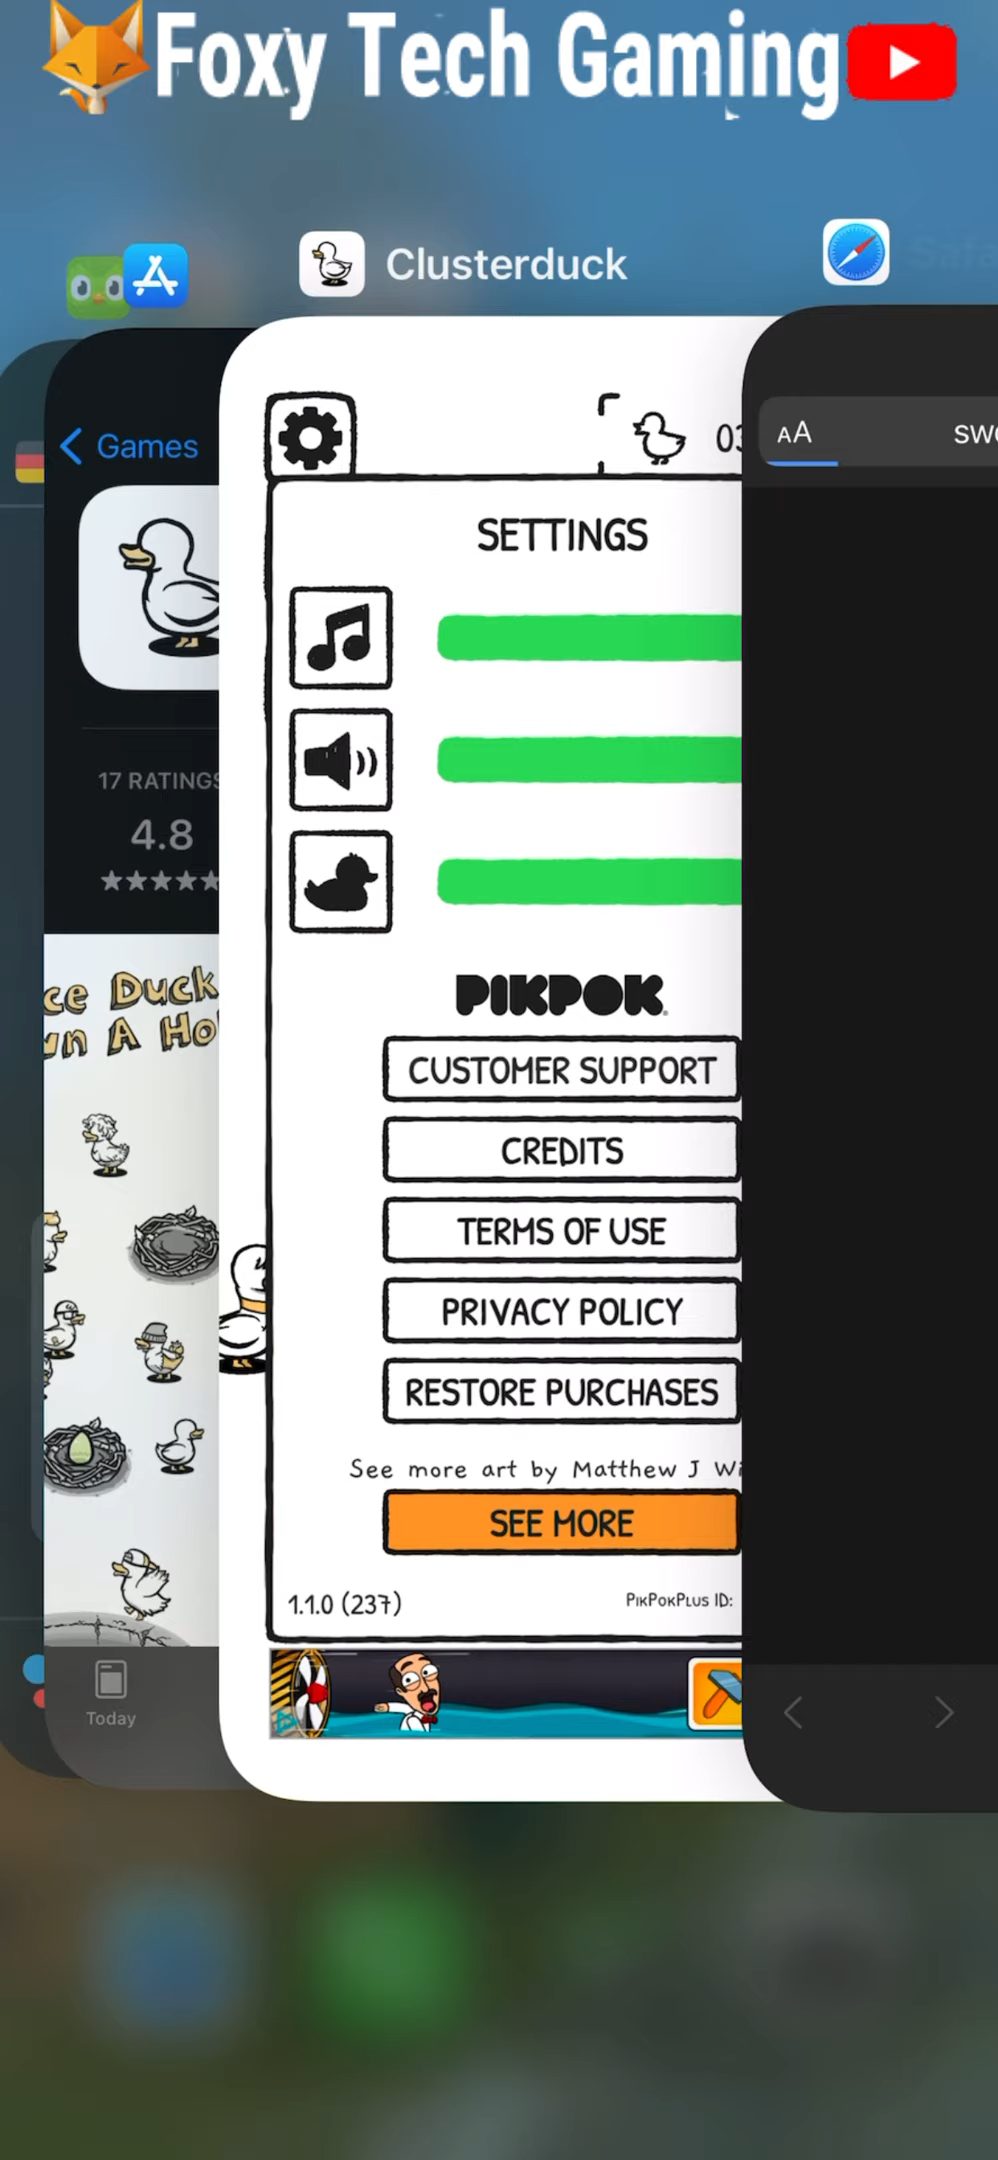 Foxy Tech Gaming
Clusterduck
Games
AA
SETTINGS
17 RATINGS
4.8
Duck
A
PIKPOK
CUSTOMER SUPPORT
CREDITS
TERMS OF USE
PRIVACY POLICY
RESTORE PURCHASES
See more art by Matthew J
SEE MORE
1.1.0 (237)
PIKPOKPLUS ID:
Today